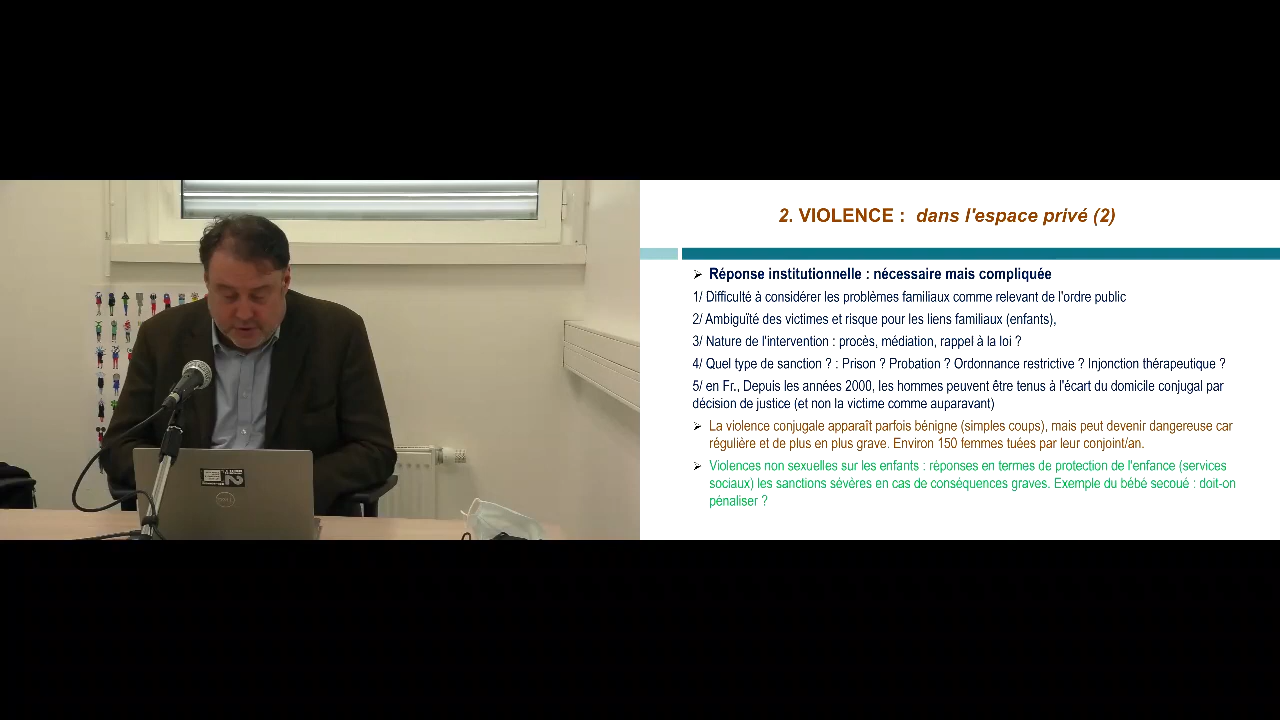 2. VIOLENCE : dans l'espace privé (2)
➢ Réponse institutionnelle : nécessaire mais compliquée
1/ Difficulté à considérer les problèmes familiaux comme relevant de l'ordre public
2/ Ambiguïté des victimes et risque pour les liens familiaux (enfants),
3/ Nature de l'intervention : procès, médiation, rappel à la loi ?
4/ Quel type de sanction ? : Prison ? Probation ? Ordonnance restrictive ? Injonction thérapeutique ?
5/ en Fr., Depuis les années 2000, les hommes peuvent être tenus à l'écart du domicile conjugal par
décision de justice (et non la victime comme auparavant)
➢ La violence conjugale apparaît parfois bénigne (simples coups), mais peut devenir dangereuse car
régulière et de plus en plus grave. Environ 150 femmes tuées par leur conjoint/an.
➢ Violences non sexuelles sur les enfants : réponses en termes de protection de l'enfance (services
sociaux) les sanctions sévères en cas de conséquences graves. Exemple du bébé secoué : doit-on
pénaliser ?
DELL